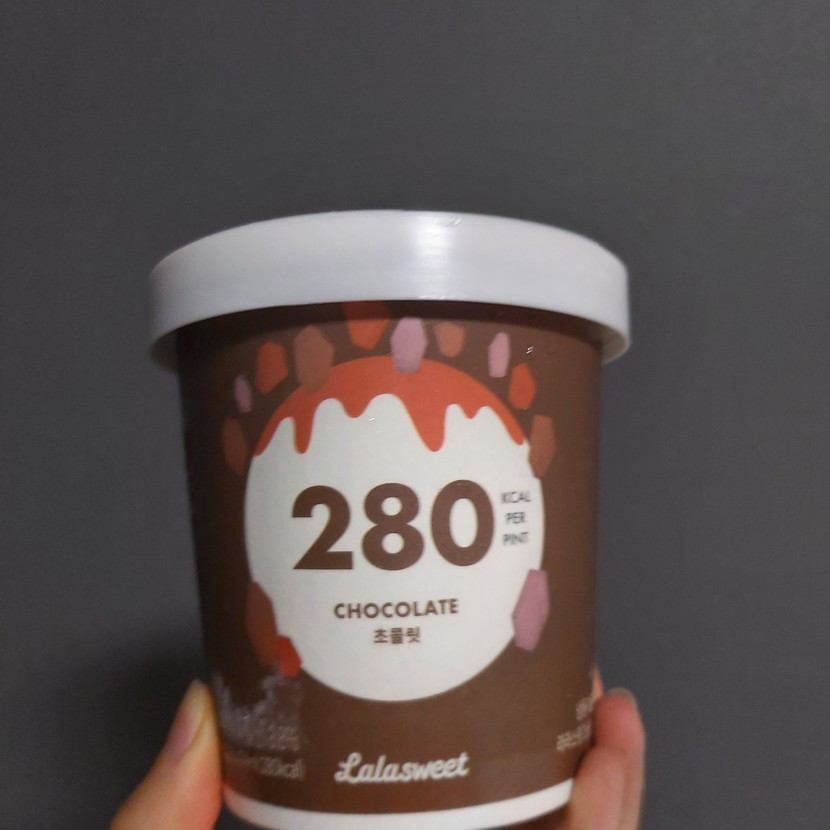 280
KCAL
PER
PINT
CHOCOLATE
초콜릿
Lalasweet